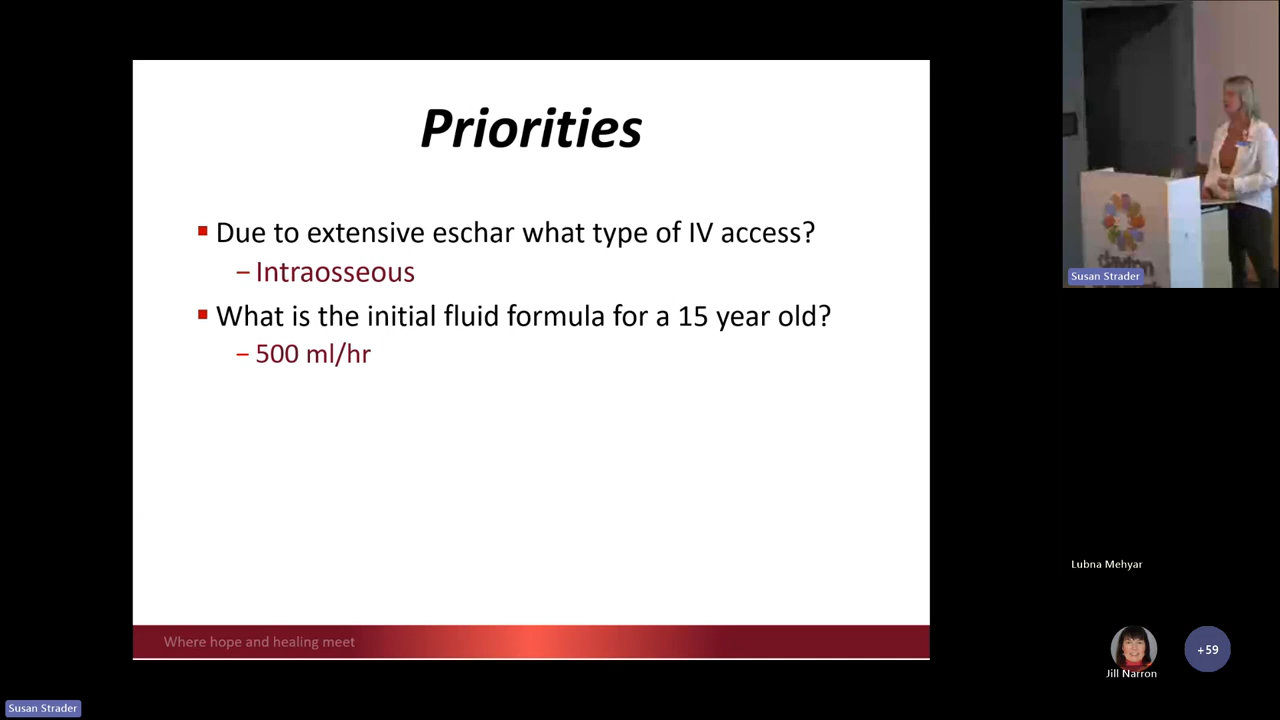 Priorities
Due to extensive eschar what type of IV access?
– Intraosseous
What is the initial fluid formula for a 15 year old?
– 500 ml/hr
Where hope and healing meet
dayton
Susan Strader
Lubna Mehyar
Jill Narron
+59
Susan Strader